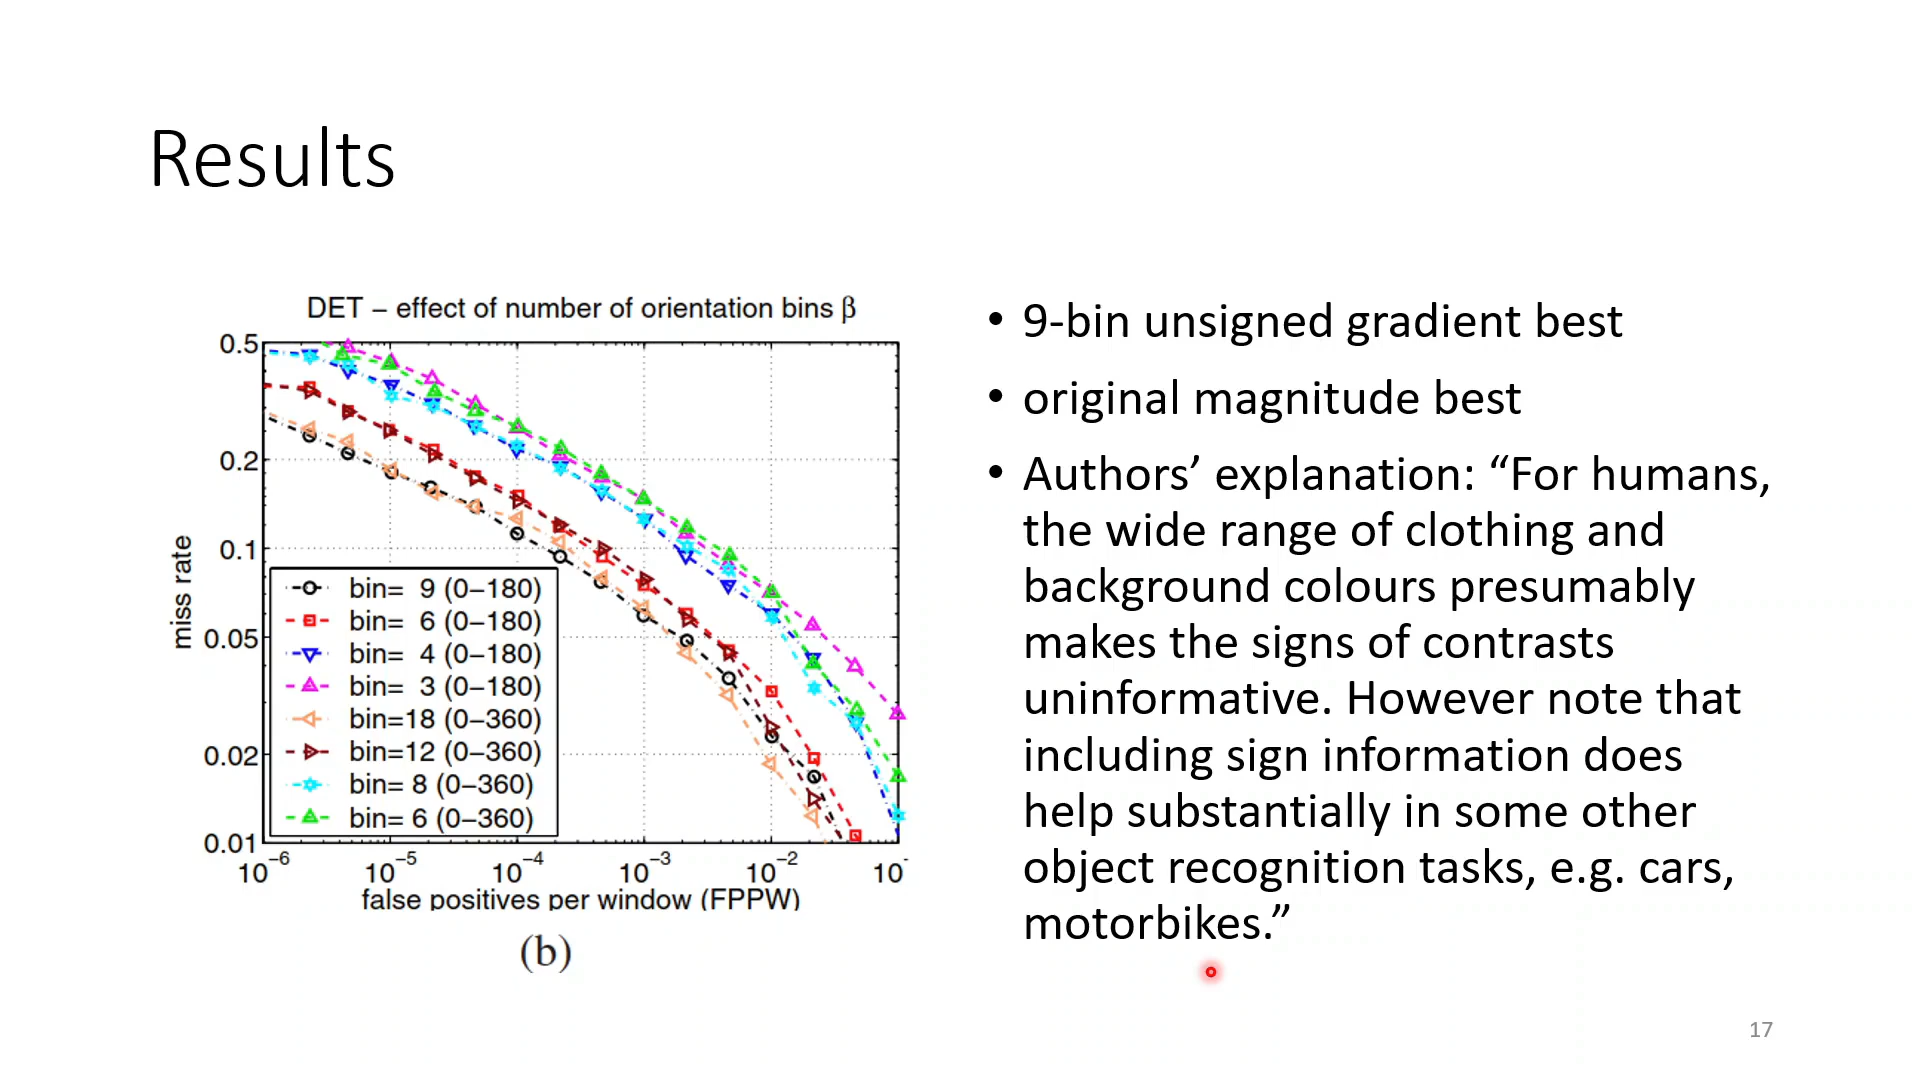 Results
DET – effect of number of orientation bins β
0.5
0.2
0.1
0.05
0.02
0.01
miss rate
bin= 9 (0–180)
bin= 6 (0–180)
bin= 4 (0–180)
bin= 3 (0–180)
bin=18 (0–360)
bin=12 (0–360)
bin= 8 (0–360)
bin= 6 (0–360)
10⁻⁶ 10⁻⁵ 10⁻⁴ 10⁻³ 10⁻² 10⁻
false positives per window (FPPW)
(b)
• 9-bin unsigned gradient best
• original magnitude best
• Authors’ explanation: “For humans,
the wide range of clothing and
background colours presumably
makes the signs of contrasts
uninformative. However note that
including sign information does
help substantially in some other
object recognition tasks, e.g. cars,
motorbikes.”
17